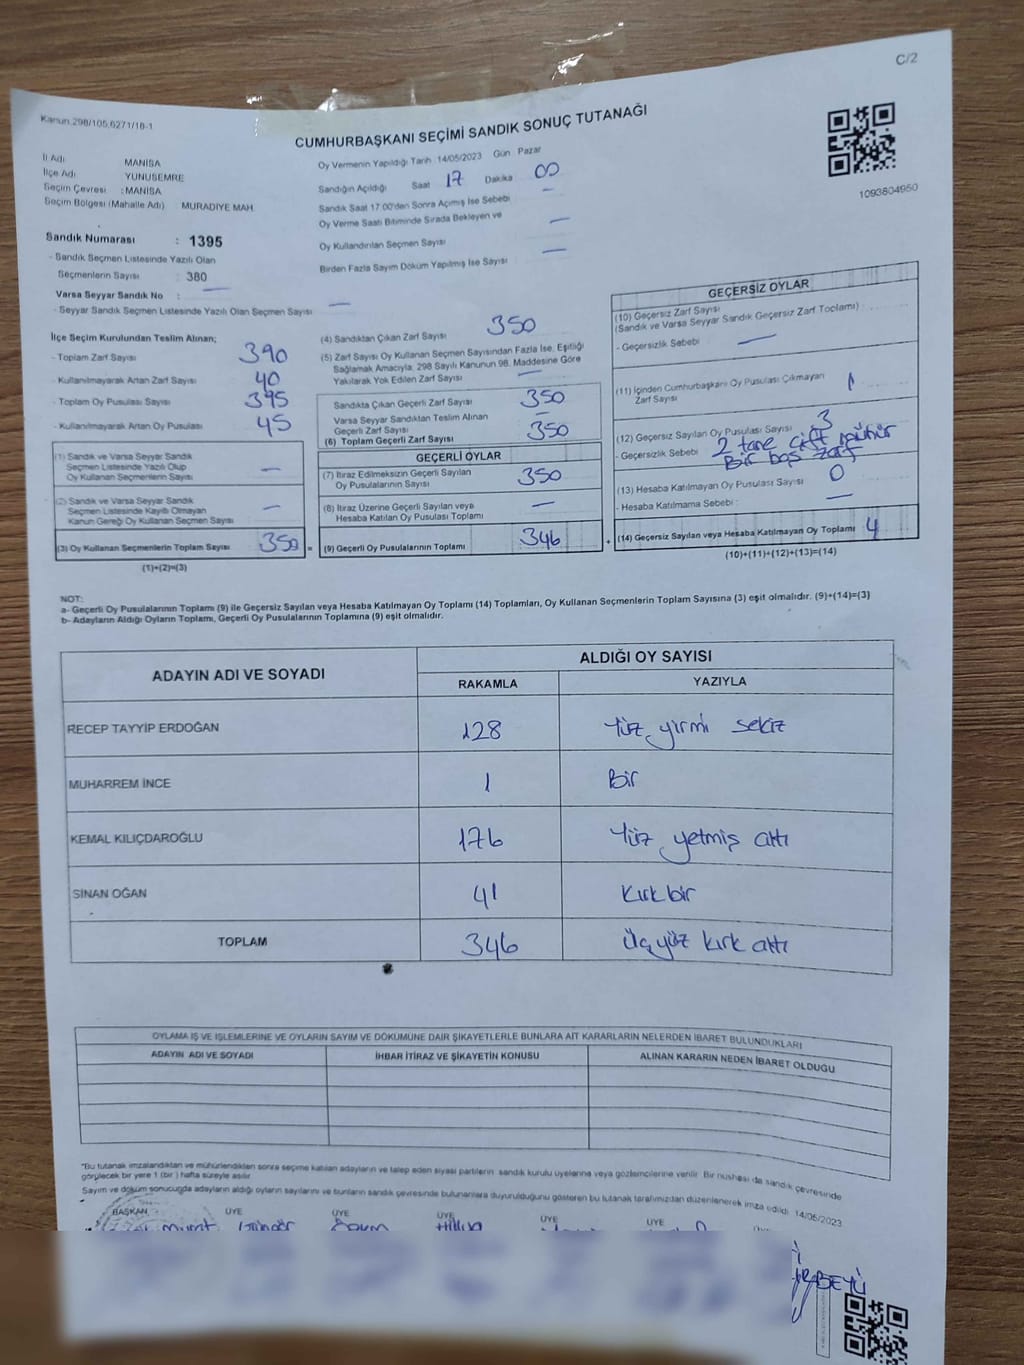 C/2
Kanun.298/105,6271/18-1
CUMHURBAŞKANI SEÇİMİ SANDIK SONUÇ TUTANAĞI
1093804950
İl Adı MANİSA
İlçe Adı YUNUSEMRE
Seçim Çevresi : MANİSA
Seçim Bölgesi (Mahalle Adı) MURADİYE MAH.
Sandık Numarası : 1395
- Sandık Seçmen Listesinde Yazılı Olan
Seçmenlerin Sayısı : 380
Varsa Seyyar Sandık No : —
- Seyyar Sandık Seçmen Listesinde Yazılı Olan Seçmen Sayısı —
Oy Vermenin Yapıldığı Tarih 14/05/2023 Gün Pazar
Sandığın Açıldığı Saat 17 Dakika 00
Sandık Saat 17.00'den Sonra Açılmış İse Sebebi —
Oy Verme Saati Bitiminde Sırada Bekleyen ve
Oy Kullandırılan Seçmen Sayısı —
Birden Fazla Sayım Döküm Yapılmış İse Sayısı : —
İlçe Seçim Kurulundan Teslim Alınan;
- Toplam Zarf Sayısı 390
- Kullanılmayarak Artan Zarf Sayısı 40
- Toplam Oy Pusulası Sayısı 395
- Kullanılmayarak Artan Oy Pusulası 45
(1) Sandık ve Varsa Seyyar Sandık
Seçmen Listesinde Yazılı Olup
Oy Kullanan Seçmenlerin Sayısı —
(2) Sandık ve Varsa Seyyar Sandık
Seçmen Listesinde Kayıtlı Olmayan
Kanun Gereği Oy Kullanan Seçmen Sayısı —
(3) Oy Kullanan Seçmenlerin Toplam Sayısı 350 =
(1)+(2)=(3)
(4) Sandıktan Çıkan Zarf Sayısı 350
(5) Zarf Sayısı Oy Kullanan Seçmen Sayısından Fazla İse, Eşitliği
Sağlamak Amacıyla, 298 Sayılı Kanunun 98. Maddesine Göre
Yakılarak Yok Edilen Zarf Sayısı —
Sandıkta Çıkan Geçerli Zarf Sayısı 350
Varsa Seyyar Sandıktan Teslim Alınan
Geçerli Zarf Sayısı —
(6) Toplam Geçerli Zarf Sayısı 350
GEÇERLİ OYLAR
(7) İtiraz Edilmeksizin Geçerli Sayılan
Oy Pusulalarının Sayısı 350
(8) İtiraz Üzerine Geçerli Sayılan veya
Hesaba Katılan Oy Pusulası Toplamı —
(9) Geçerli Oy Pusulalarının Toplamı 346 +
GEÇERSİZ OYLAR
(10) Geçersiz Zarf Sayısı
(Sandık ve Varsa Seyyar Sandık Geçersiz Zarf Toplamı) :
- Geçersizlik Sebebi : —
(11) İçinden Cumhurbaşkanı Oy Pusulası Çıkmayan
Zarf Sayısı 1
(12) Geçersiz Sayılan Oy Pusulası Sayısı : 3
- Geçersizlik Sebebi 2 tane çift mühür
Bir boş zarf
(13) Hesaba Katılmayan Oy Pusulası Sayısı : 0
- Hesaba Katılmama Sebebi : —
(14) Geçersiz Sayılan veya Hesaba Katılmayan Oy Toplamı 4
(10)+(11)+(12)+(13)=(14)
NOT:
a- Geçerli Oy Pusulalarının Toplamı (9) ile Geçersiz Sayılan veya Hesaba Katılmayan Oy Toplamı (14) Toplamları, Oy Kullanan Seçmenlerin Toplam Sayısına (3) eşit olmalıdır. (9)+(14)=(3)
b- Adayların Aldığı Oyların Toplamı, Geçerli Oy Pusulalarının Toplamına (9) eşit olmalıdır.
ADAYIN ADI VE SOYADI ALDIĞI OY SAYISI
RAKAMLA YAZIYLA
RECEP TAYYİP ERDOĞAN 128 Yüz yirmi sekiz
MUHARREM İNCE 1 Bir
KEMAL KILIÇDAROĞLU 176 Yüz yetmiş altı
SİNAN OĞAN 41 Kırk bir
TOPLAM 346 Üç yüz kırk altı
OYLAMA İŞ VE İŞLEMLERİNE VE OYLARIN SAYIM VE DÖKÜMÜNE DAİR ŞİKAYETLERLE BUNLARA AİT KARARLARIN NELERDEN İBARET BULUNDUKLARI
ADAYIN ADI VE SOYADI İHBAR İTİRAZ VE ŞİKAYETİN KONUSU ALINAN KARARIN NEDEN İBARET OLDUĞU
*Bu tutanak imzalandıktan ve mühürlendikten sonra seçime katılan adayların ve talep eden siyasi partilerin sandık kurulu üyelerine veya gözlemcilerine verilir. Bir nüshası da sandık çevresinde
görülecek bir yere 1 (bir) hafta süreyle asılır.
Sayım ve döküm sonucunda adayların aldığı oyların sayılarını ve bunların sandık çevresinde bulunanlara duyurulduğunu gösteren bu tutanak tarafımızdan düzenlenerek imza edildi. 14/05/2023
BAŞKAN ÜYE ÜYE ÜYE ÜYE ÜYE